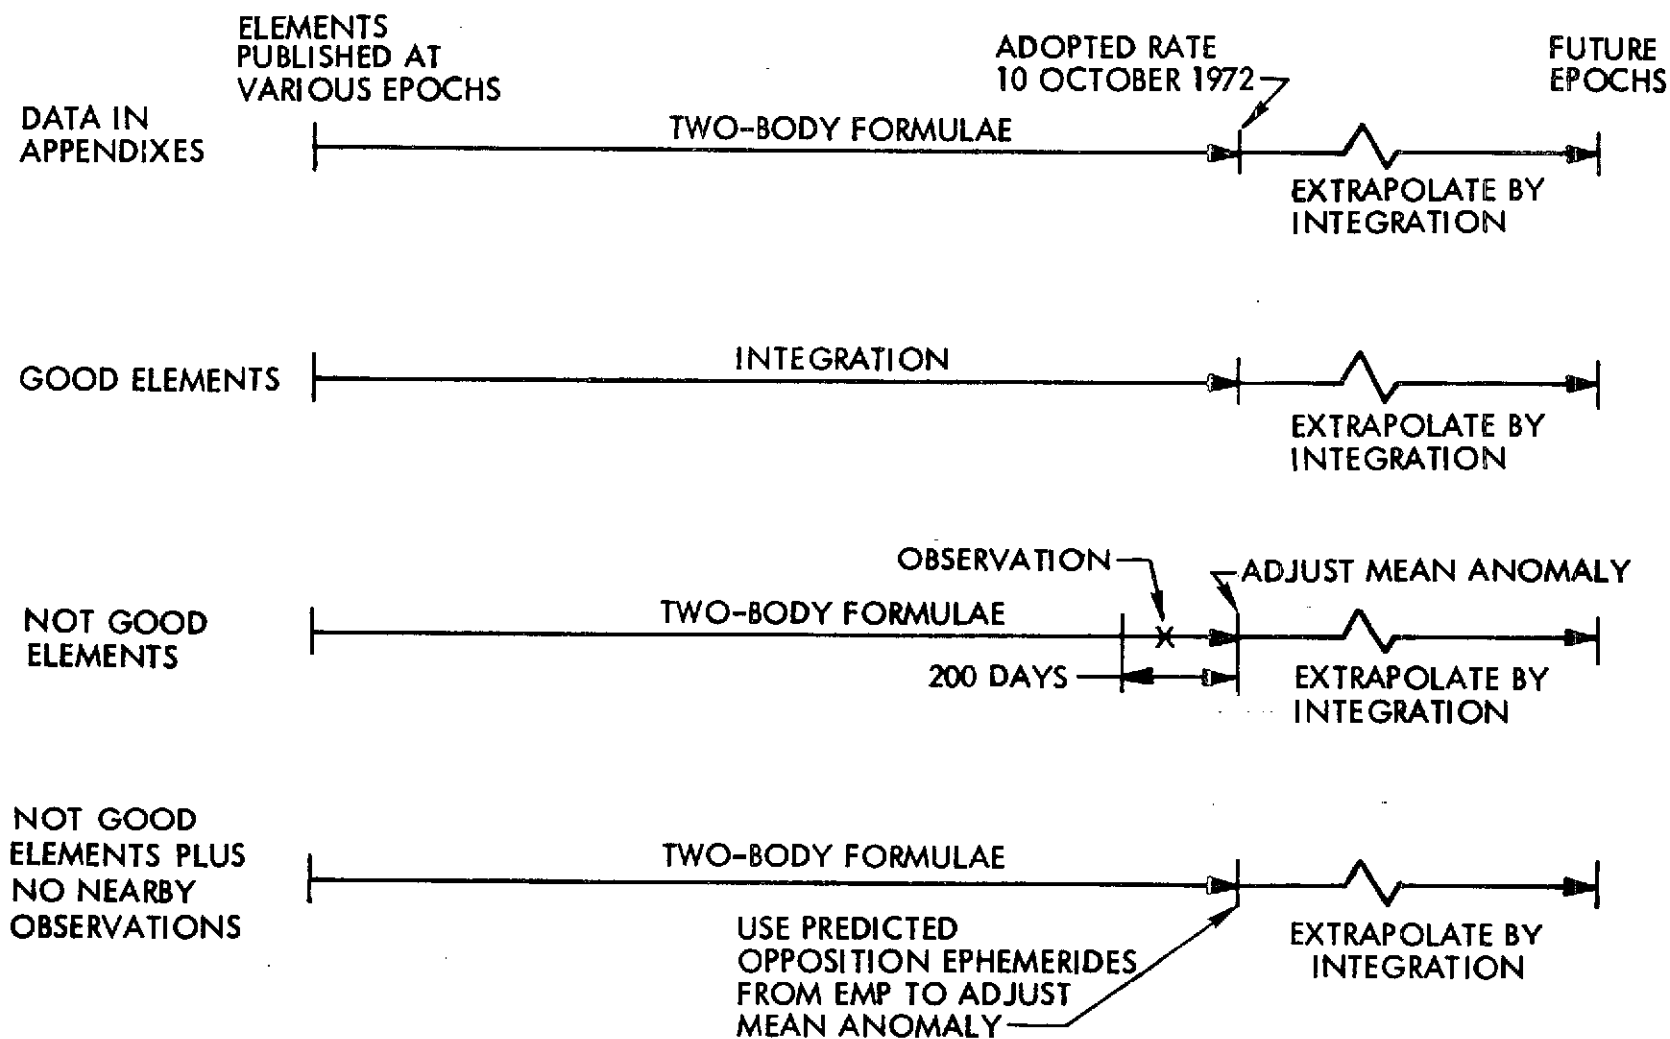 ELEMENTS
PUBLISHED AT
VARIOUS EPOCHS
ADOPTED RATE
10 OCTOBER 1972
FUTURE
EPOCHS
DATA IN
APPENDIXES
TWO-BODY FORMULAE
EXTRAPOLATE BY
INTEGRATION
GOOD ELEMENTS
INTEGRATION
EXTRAPOLATE BY
INTEGRATION
NOT GOOD
ELEMENTS
TWO-BODY FORMULAE
OBSERVATION
X
200 DAYS
ADJUST MEAN ANOMALY
EXTRAPOLATE BY
INTEGRATION
NOT GOOD
ELEMENTS PLUS
NO NEARBY
OBSERVATIONS
TWO-BODY FORMULAE
USE PREDICTED
OPPOSITION EPHEMERIDES
FROM EMP TO ADJUST
MEAN ANOMALY
EXTRAPOLATE BY
INTEGRATION